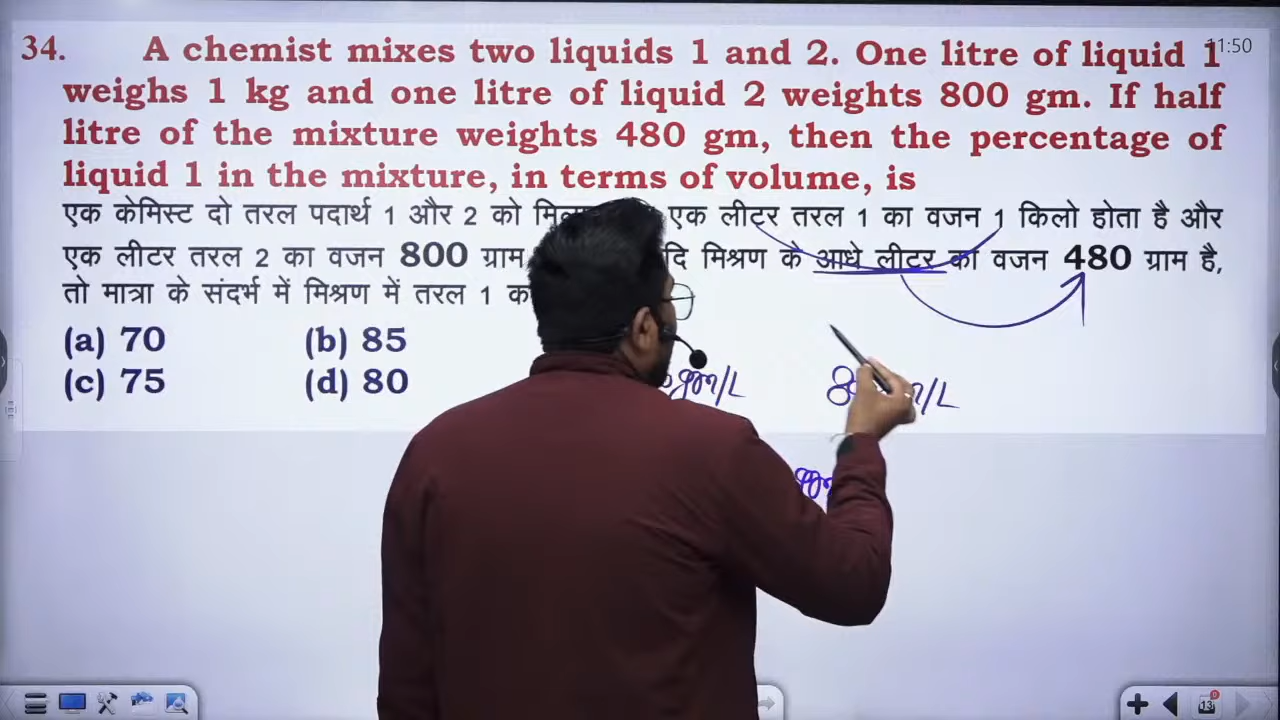 34. A chemist mixes two liquids 1 and 2. One litre of liquid 1
11:50
weighs 1 kg and one litre of liquid 2 weights 800 gm. If half
litre of the mixture weights 480 gm, then the percentage of
liquid 1 in the mixture, in terms of volume, is
एक केमिस्ट दो तरल पदार्थ 1 और 2 को एक लीटर तरल 1 का वजन 1 किलो होता है और
एक लीटर तरल 2 का वजन 800 ग्राम मिश्रण के आधे लीटर का वजन 480 ग्राम है,
तो मात्रा के संदर्भ में मिश्रण में तरल 1
(a) 70 (b) 85
(c) 75 (d) 80
gm/L
13